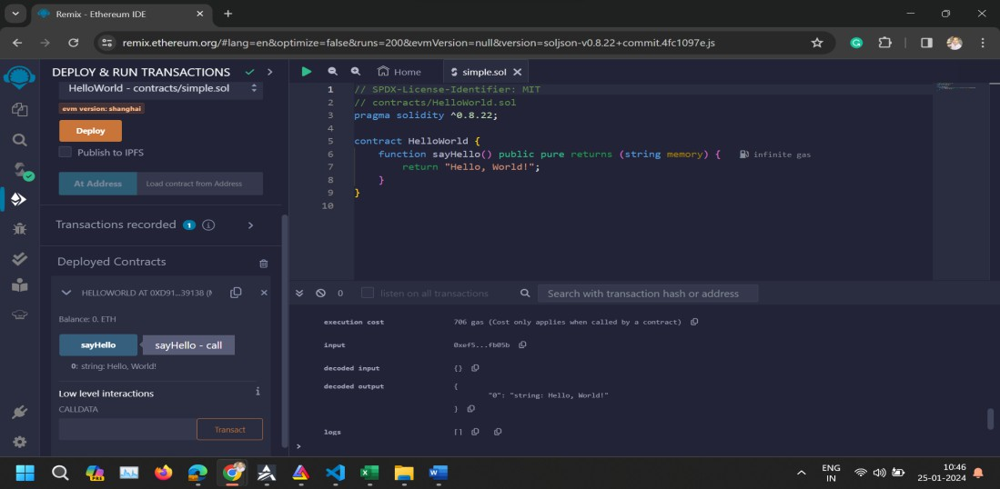 Remix - Ethereum IDE
remix.ethereum.org/#lang=en&optimize=false&runs=200&evmVersion=null&version=soljson-v0.8.22+commit.4fc1097e.js
DEPLOY & RUN TRANSACTIONS
HelloWorld - contracts/simple.sol
evm version: shanghai
Deploy
Publish to IPFS
At Address Load contract from Address
Transactions recorded 1 i
Deployed Contracts
HELLOWORLD AT 0XD91...39138 (
Balance: 0. ETH
sayHello sayHello - call
0: string: Hello, World!
Low level interactions i
CALLDATA
Transact
Home simple.sol
1 // SPDX-License-Identifier: MIT
2 // contracts/HelloWorld.sol
3 pragma solidity ^0.8.22;
4
5 contract HelloWorld {
6 function sayHello() public pure returns (string memory) { infinite gas
7 return "Hello, World!";
8 }
9 }
10
0 listen on all transactions Search with transaction hash or address
execution cost 706 gas (Cost only applies when called by a contract)
input 0xef5...fb05b
decoded input {}
decoded output {
"0": "string: Hello, World!"
}
logs []
>
ENG
IN
10:46
25-01-2024